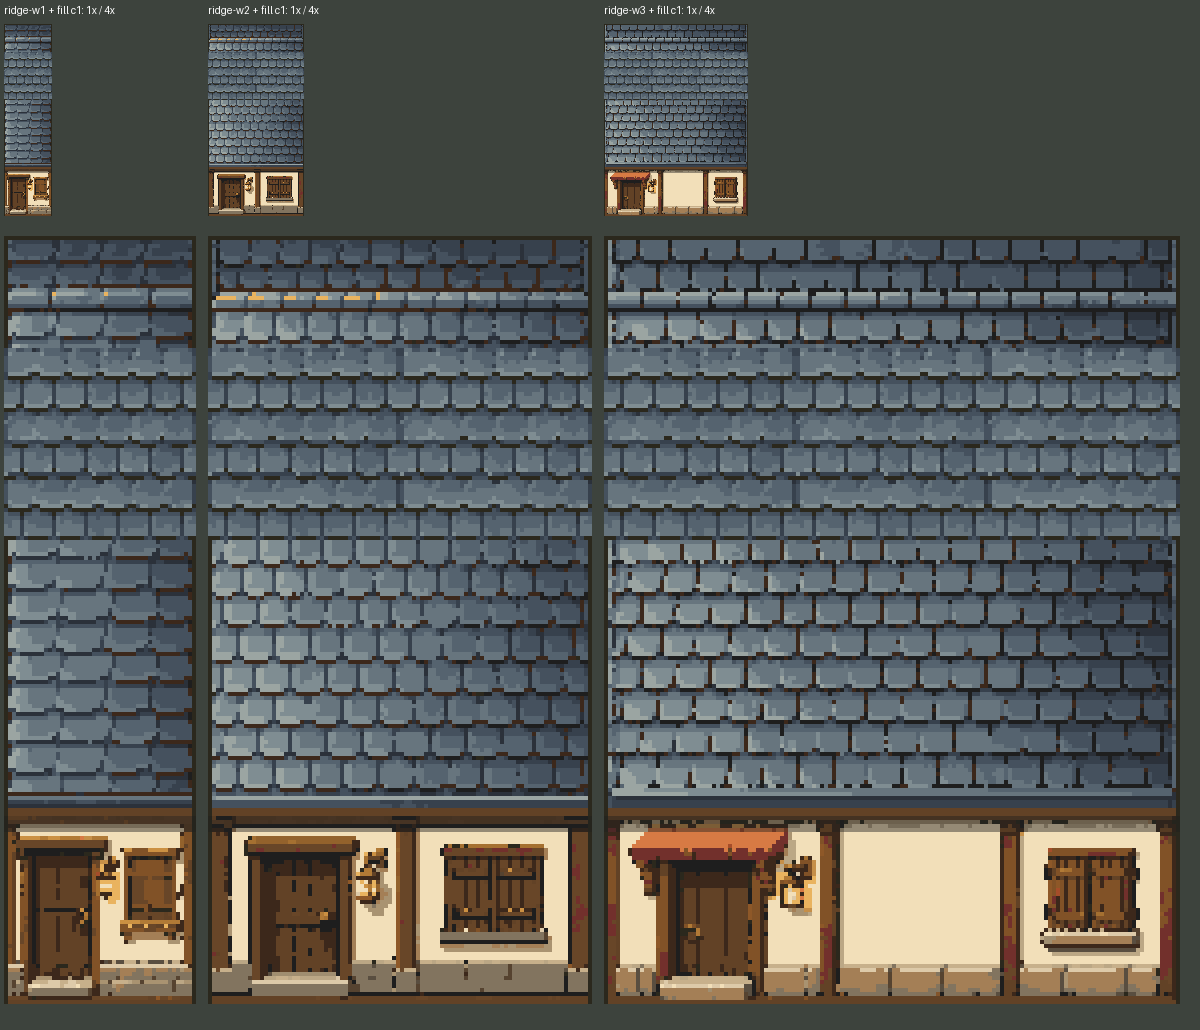 ridge-w1 + fill c1: 1x / 4x
ridge-w2 + fill c1: 1x / 4x
ridge-w3 + fill c1: 1x / 4x